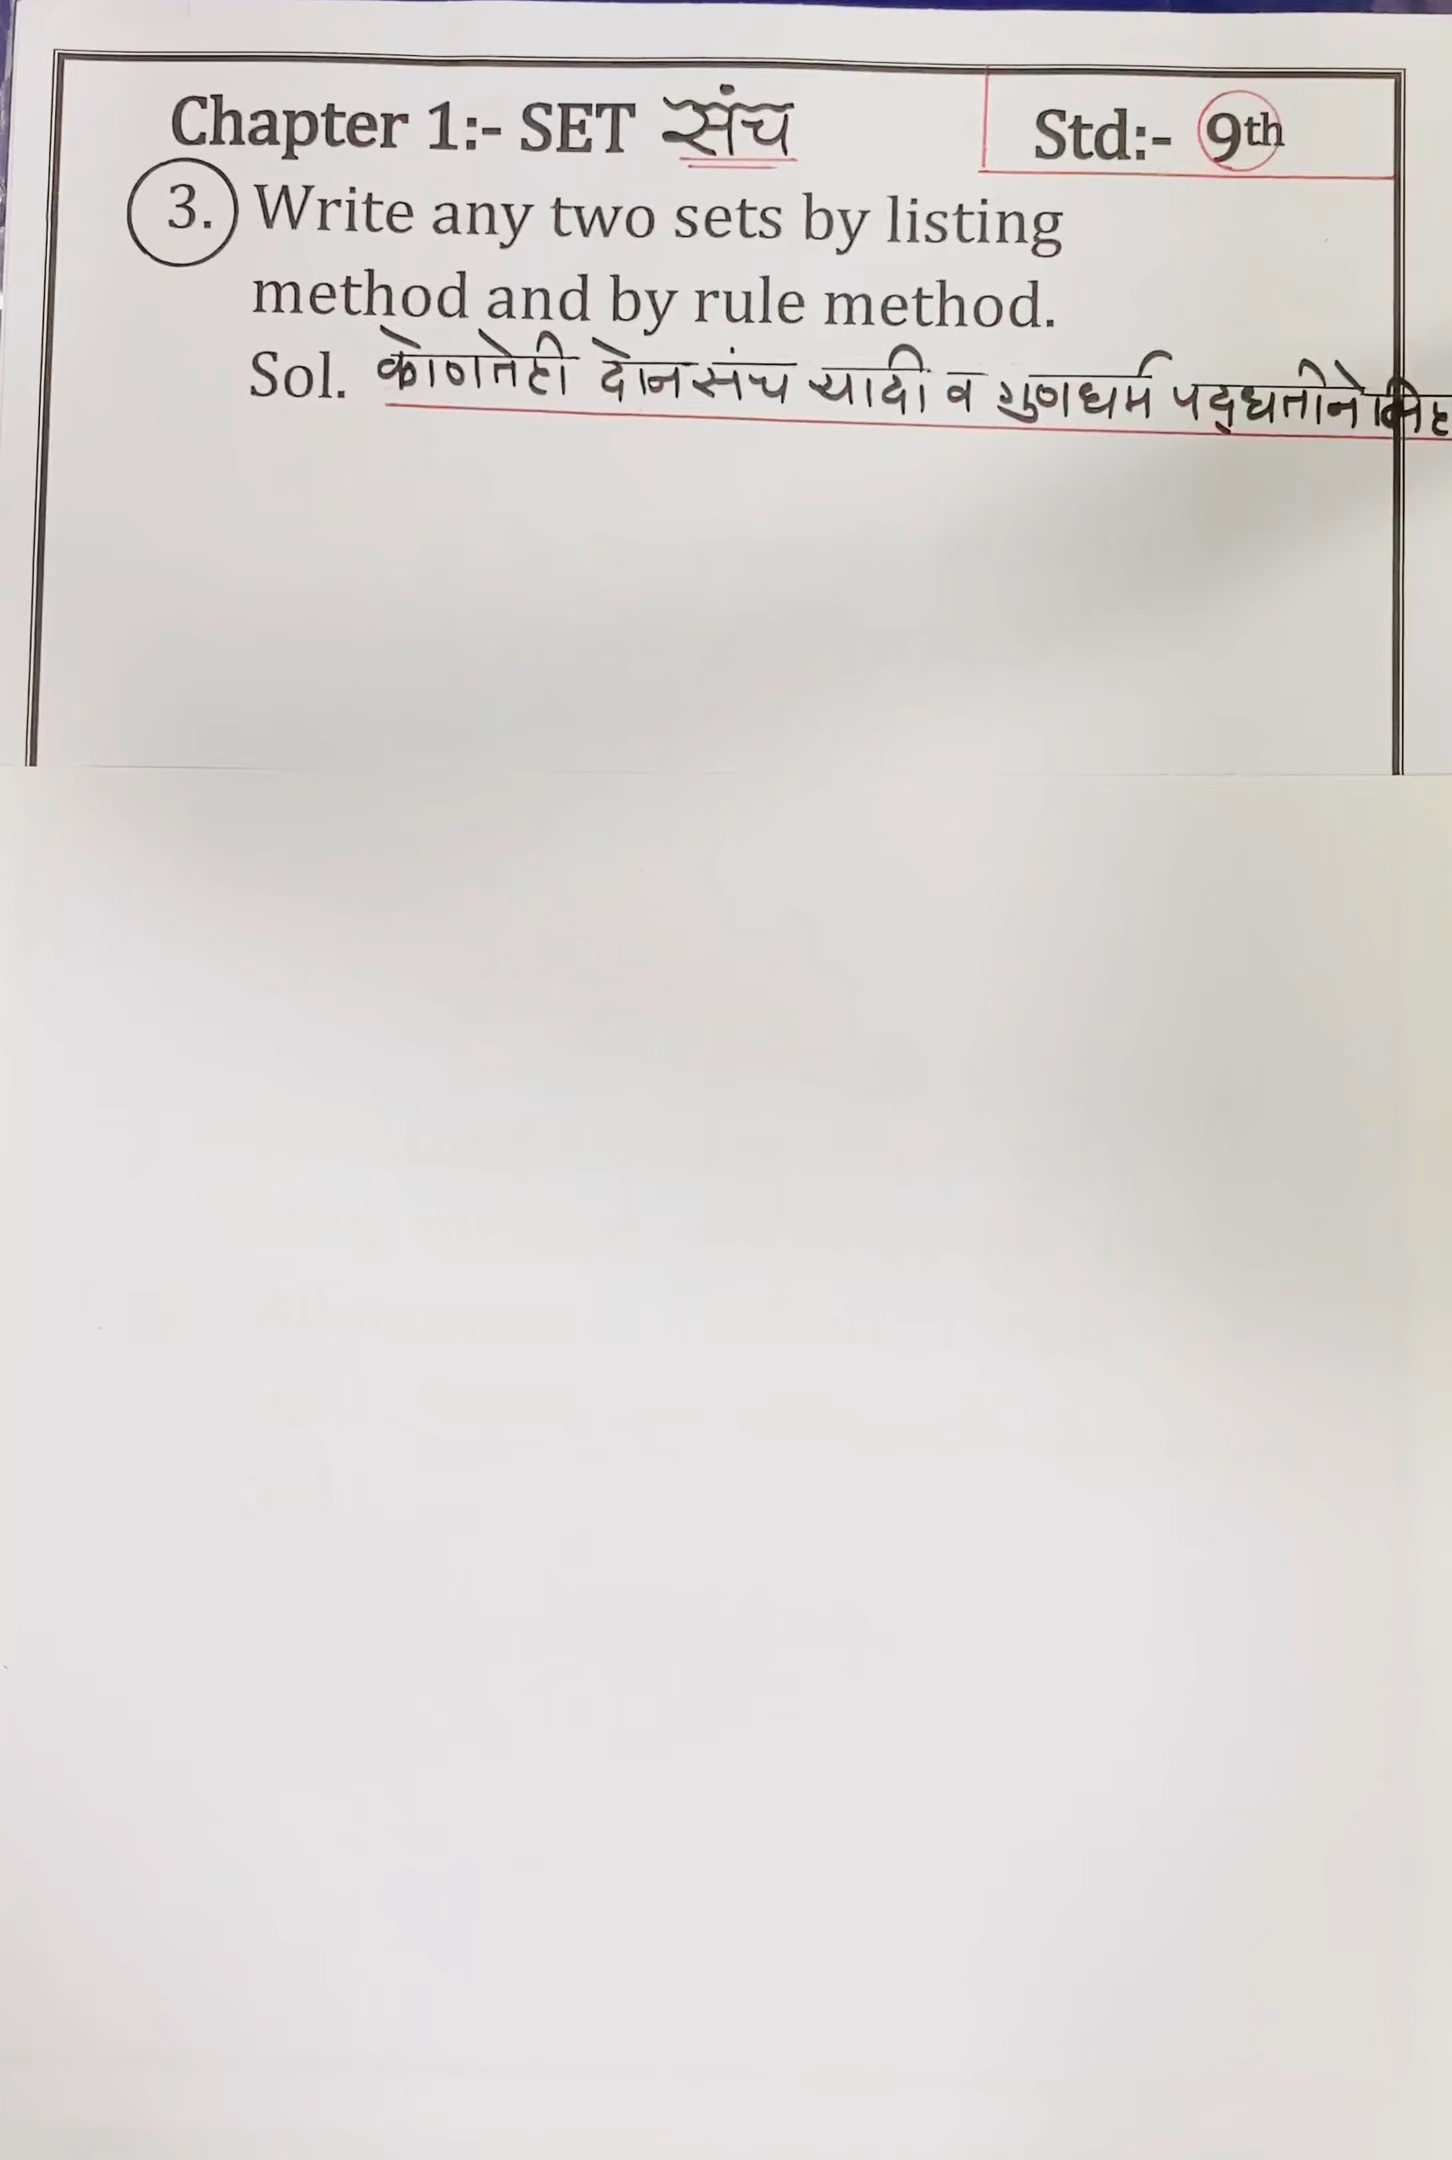 Chapter 1:- SET संच
Std:- 9th
3. Write any two sets by listing
method and by rule method.
Sol. कोणतेही दोन संच यादी व गुणधर्म पद्धतीने